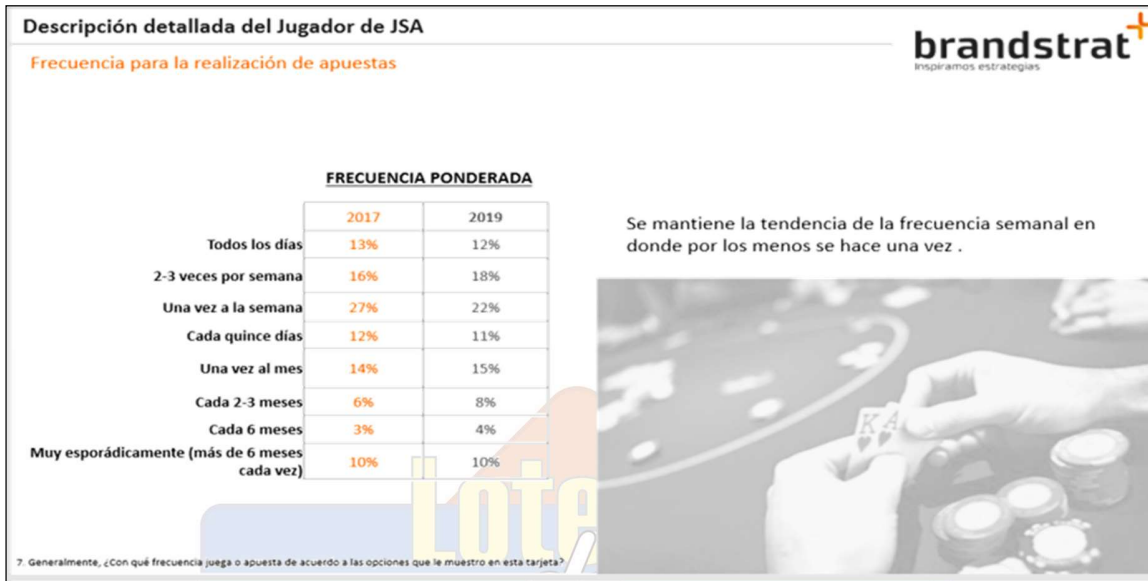 Descripción detallada del Jugador de JSA
brandstrat
Inspiramos estrategias
Frecuencia para la realización de apuestas
FRECUENCIA PONDERADA
2017 2019
Todos los días 13% 12%
2-3 veces por semana 16% 18%
Una vez a la semana 27% 22%
Cada quince días 12% 11%
Una vez al mes 14% 15%
Cada 2-3 meses 6% 8%
Cada 6 meses 3% 4%
Muy esporádicamente (más de 6 meses
cada vez) 10% 10%
Se mantiene la tendencia de la frecuencia semanal en
donde por los menos se hace una vez .
K A
Lote
7. Generalmente, ¿Con qué frecuencia juega o apuesta de acuerdo a las opciones que le muestro en esta tarjeta?